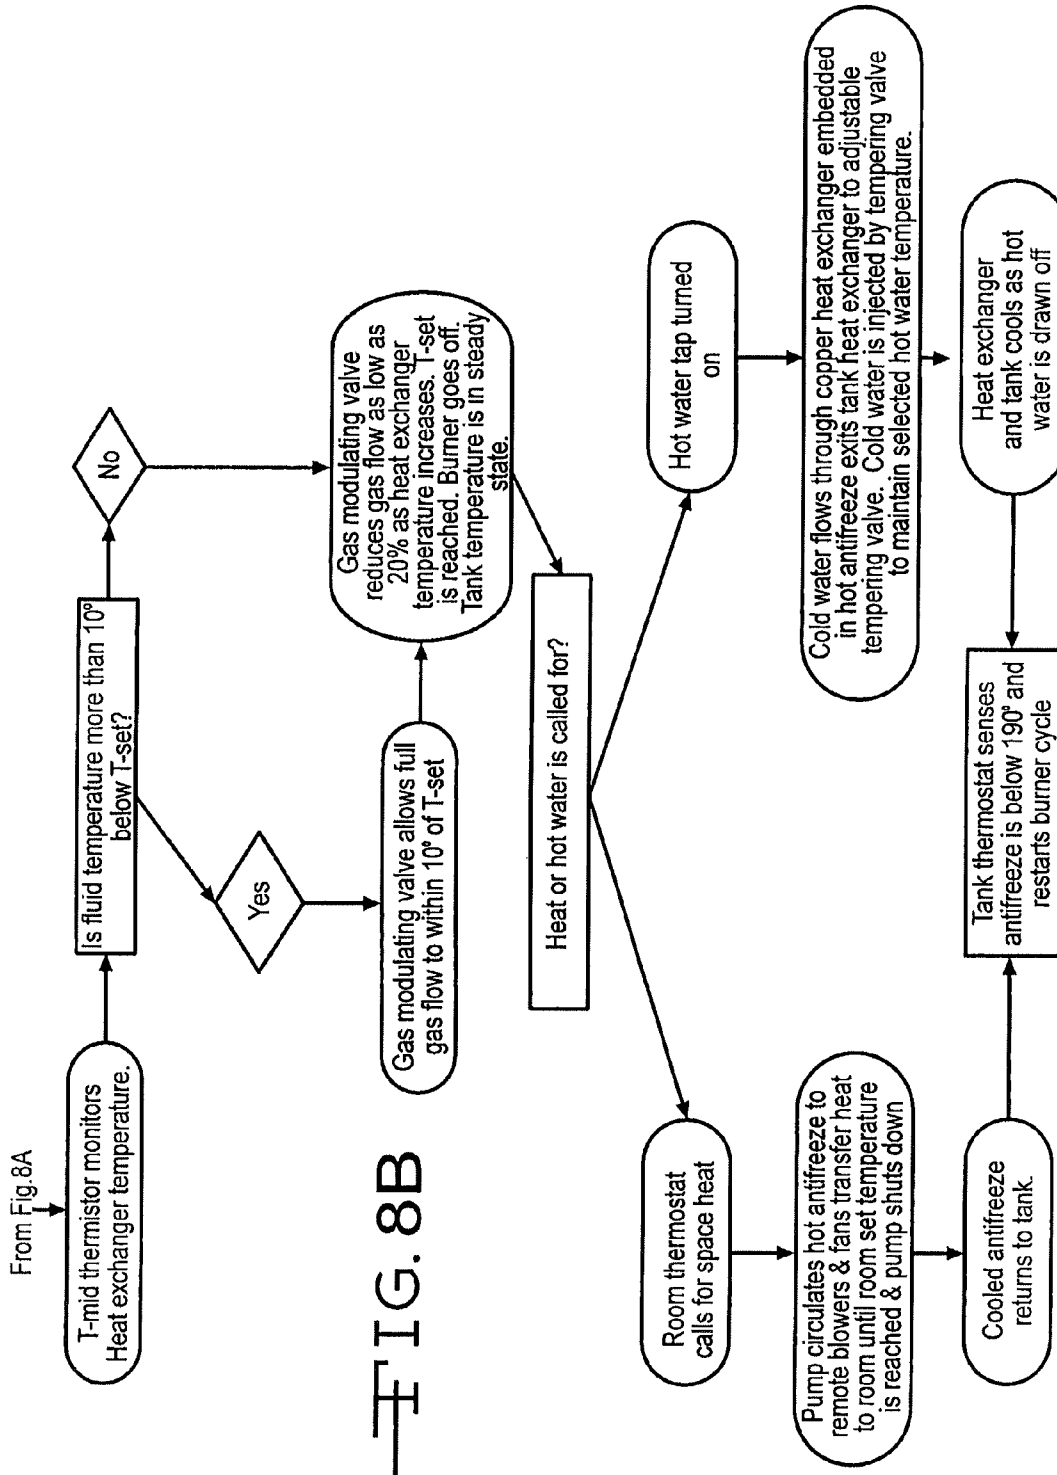 From Fig.8A
T-mid thermistor monitors
Heat exchanger temperature.
Is fluid temperature more than 10°
below T-set?
No
Yes
Gas modulating valve allows full
gas flow to within 10° of T-set
Gas modulating valve
reduces gas flow as low as
20% as heat exchanger
temperature increases. T-set
is reached. Burner goes off.
Tank temperature is in steady
state.
FIG. 8B
Heat or hot water is called for?
Room thermostat
calls for space heat
Hot water tap turned
on
Pump circulates hot antifreeze to
remote blowers & fans transfer heat
to room until room set temperature
is reached & pump shuts down
Cold water flows through copper heat exchanger embedded
in hot antifreeze exits tank heat exchanger to adjustable
tempering valve. Cold water is injected by tempering valve
to maintain selected hot water temperature.
Cooled antifreeze
returns to tank.
Tank thermostat senses
antifreeze is below 190° and
restarts burner cycle
Heat exchanger
and tank cools as hot
water is drawn off